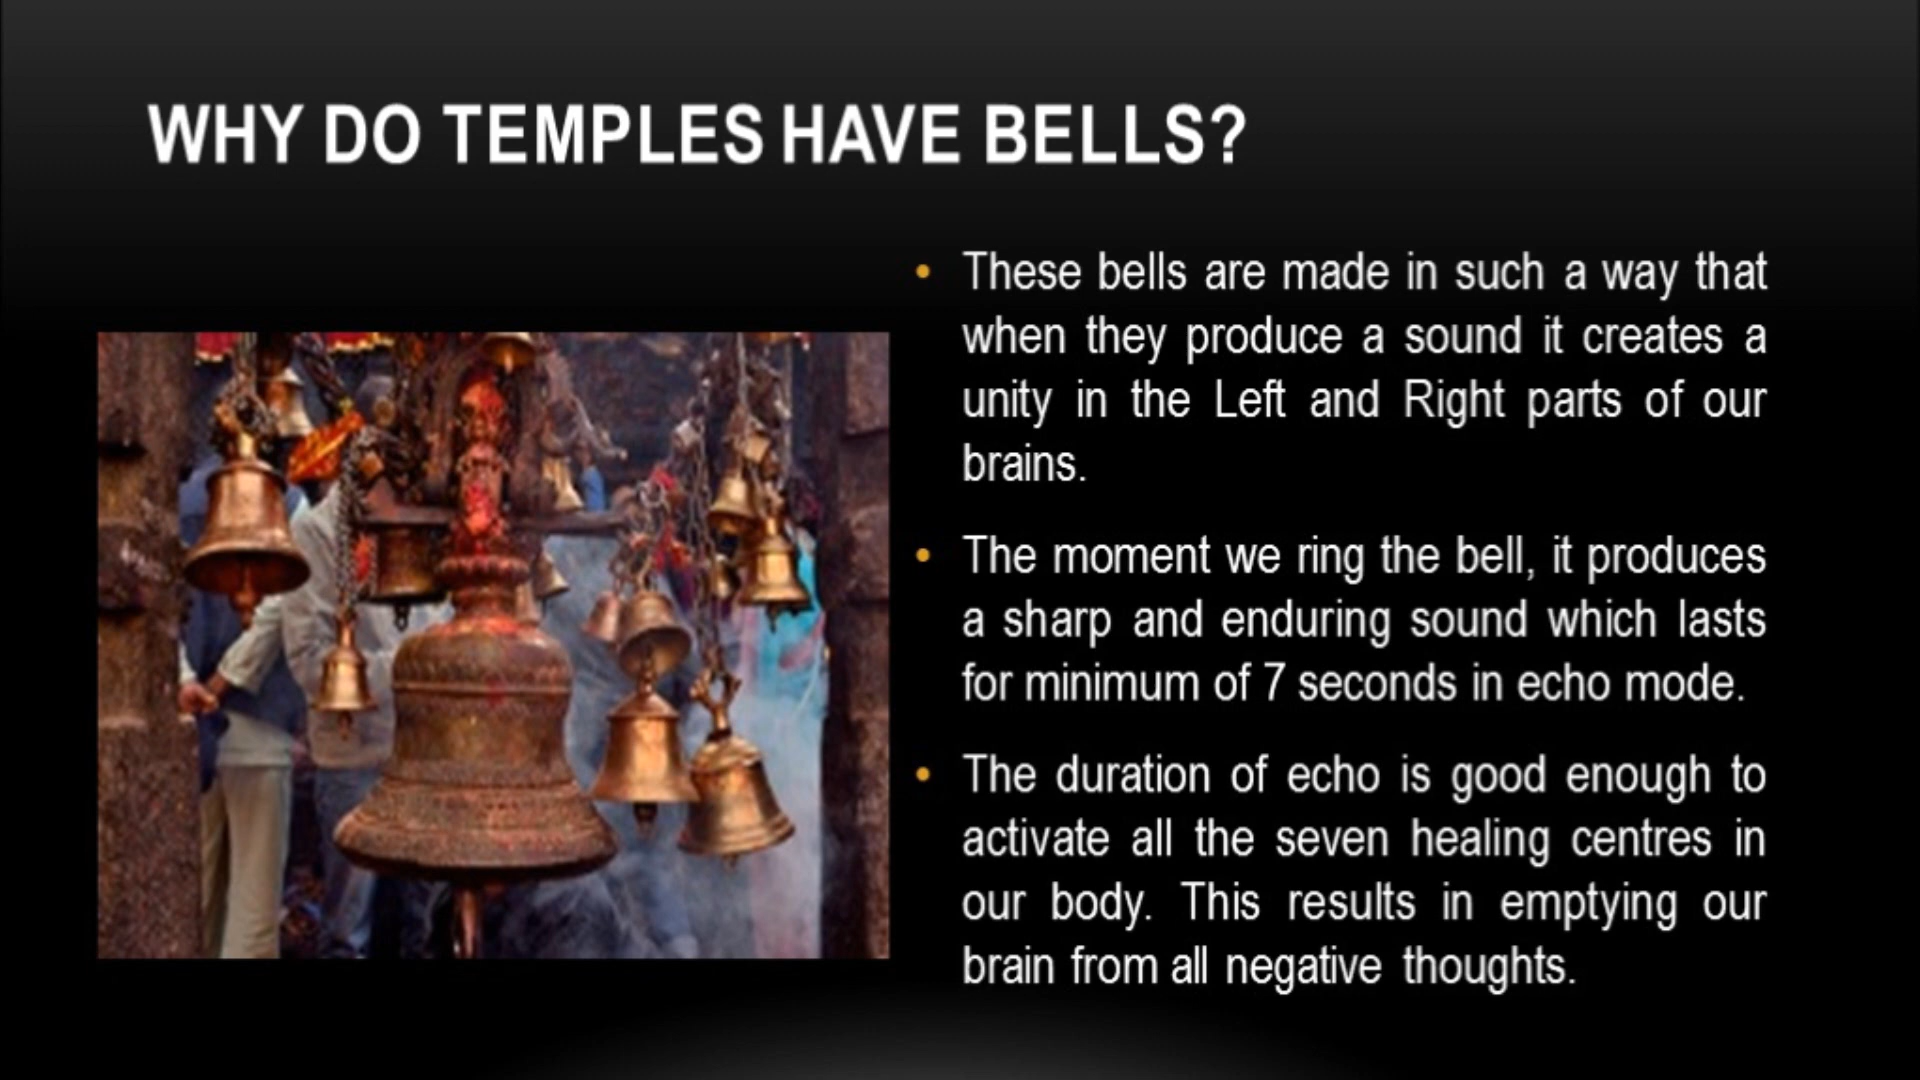 WHY DO TEMPLES HAVE BELLS?
• These bells are made in such a way that
when they produce a sound it creates a
unity in the Left and Right parts of our
brains.
• The moment we ring the bell, it produces
a sharp and enduring sound which lasts
for minimum of 7 seconds in echo mode.
• The duration of echo is good enough to
activate all the seven healing centres in
our body. This results in emptying our
brain from all negative thoughts.